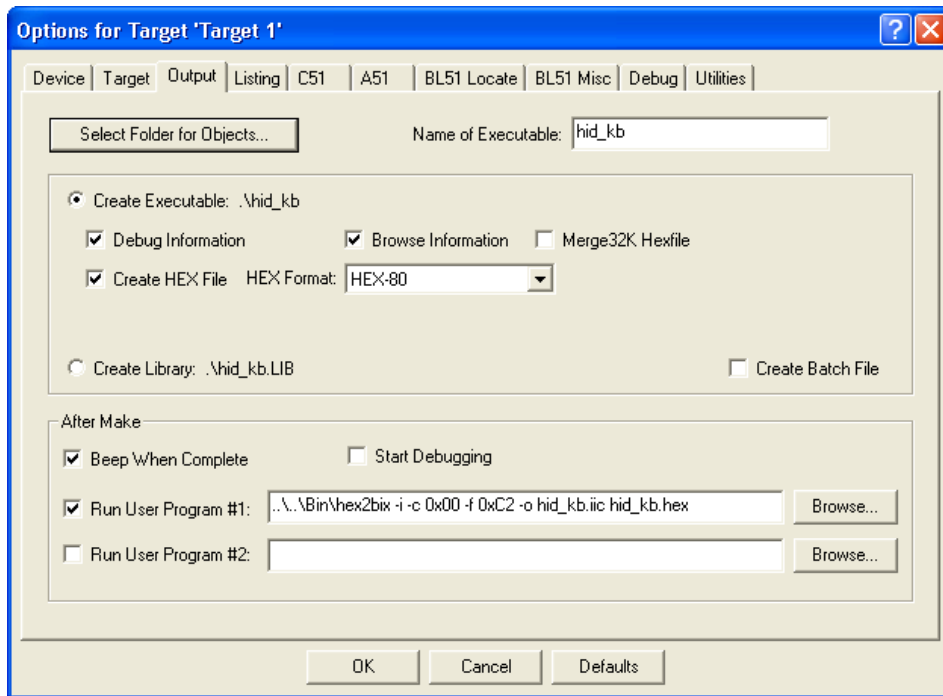 Options for Target 'Target 1'
Device Target Output Listing C51 A51 BL51 Locate BL51 Misc Debug Utilities
Select Folder for Objects... Name of Executable: hid_kb
Create Executable: .\hid_kb
Debug Information Browse Information Merge32K Hexfile
Create HEX File HEX Format: HEX-80
Create Library: .\hid_kb.LIB Create Batch File
After Make
Beep When Complete Start Debugging
Run User Program #1: ..\..\Bin\hex2bix -i -c 0x00 -f 0xC2 -o hid_kb.iic hid_kb.hex Browse...
Run User Program #2: Browse...
OK Cancel Defaults